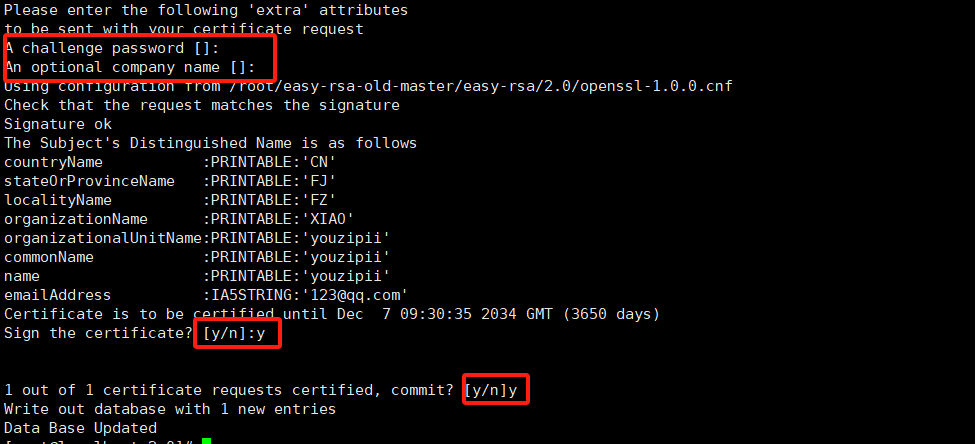 Please enter the following 'extra' attributes
to be sent with your certificate request
A challenge password []:
An optional company name []:
Using configuration from /root/easy-rsa-old-master/easy-rsa/2.0/openssl-1.0.0.cnf
Check that the request matches the signature
Signature ok
The Subject's Distinguished Name is as follows
countryName           :PRINTABLE:'CN'
stateOrProvinceName   :PRINTABLE:'FJ'
localityName          :PRINTABLE:'FZ'
organizationName      :PRINTABLE:'XIAO'
organizationalUnitName:PRINTABLE:'youzipii'
commonName            :PRINTABLE:'youzipii'
name                  :PRINTABLE:'youzipii'
emailAddress          :IA5STRING:'123@qq.com'
Certificate is to be certified until Dec  7 09:30:35 2034 GMT (3650 days)
Sign the certificate? [y/n]:y
1 out of 1 certificate requests certified, commit? [y/n]y
Write out database with 1 new entries
Data Base Updated